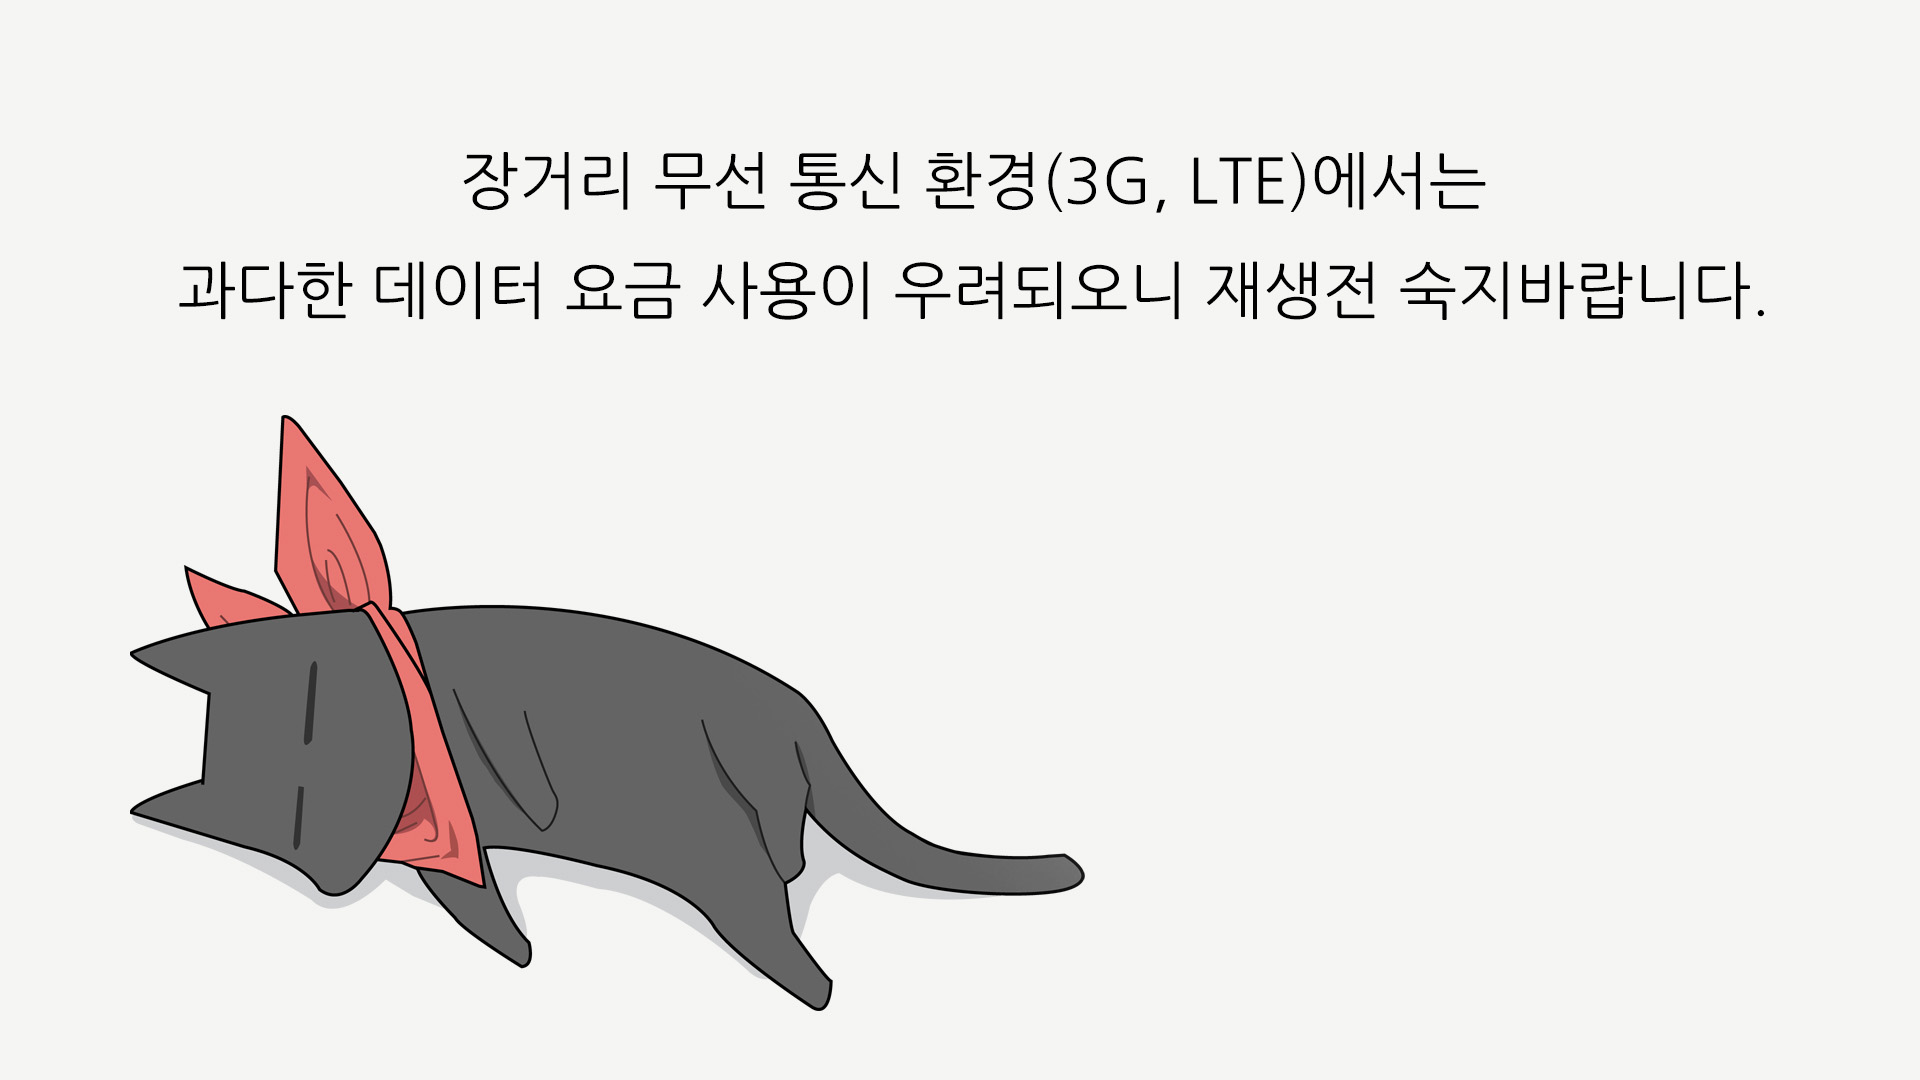 장거리 무선 통신 환경(3G, LTE)에서는
과다한 데이터 요금 사용이 우려되오니 재생전 숙지바랍니다.